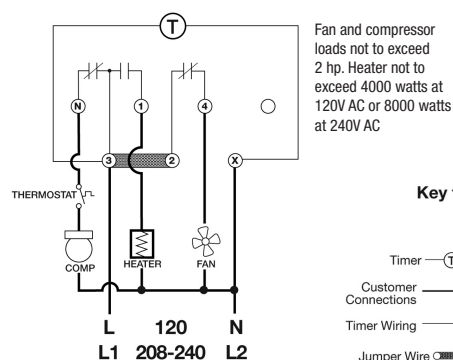 T
Fan and compressor
loads not to exceed
2 hp. Heater not to
exceed 4000 watts at
120V AC or 8000 watts
at 240V AC
N 1 4
3 2 X
THERMOSTAT
COMP HEATER FAN
L 120 N
L1 208-240 L2
Key
Timer T
Customer
Connections
Timer Wiring
Jumper Wire